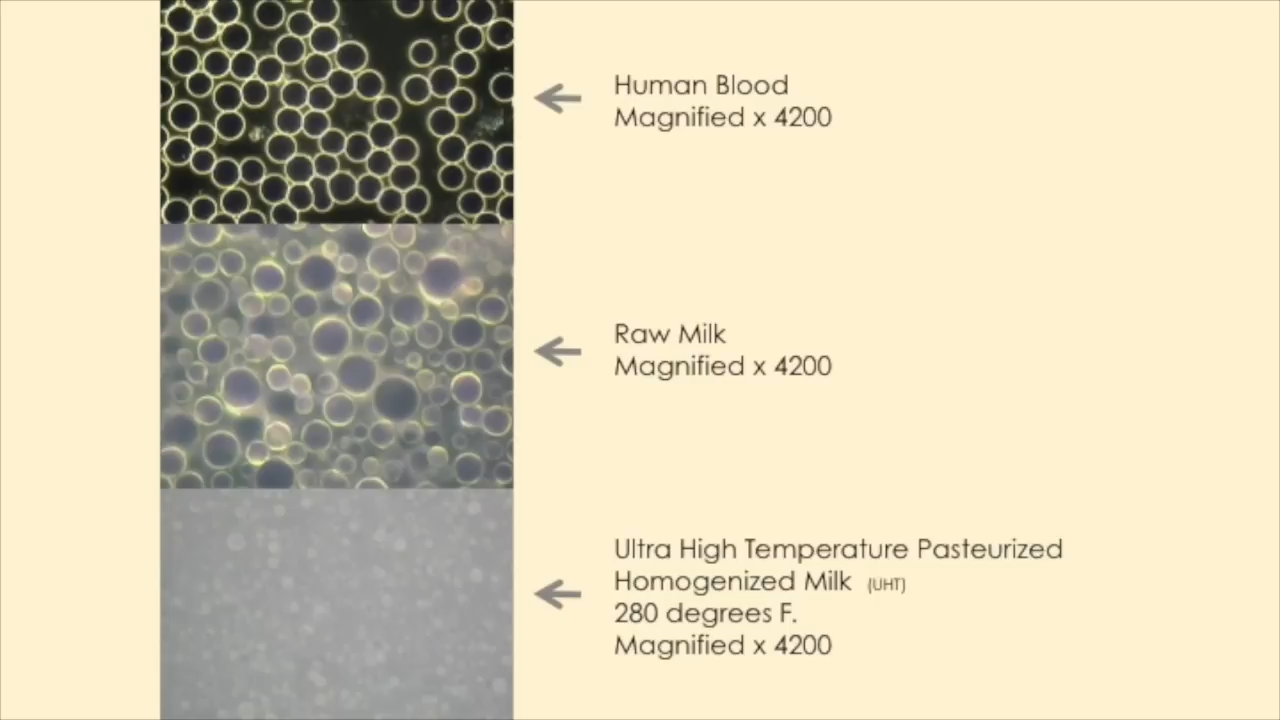 Human Blood
Magnified x 4200
Raw Milk
Magnified x 4200
Ultra High Temperature Pasteurized
Homogenized Milk (UHT)
280 degrees F.
Magnified x 4200